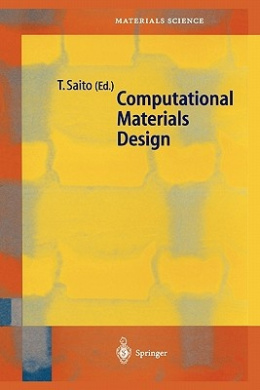 MATERIALS SCIENCE
T. Saito (Ed.)
Computational
Materials
Design
Springer